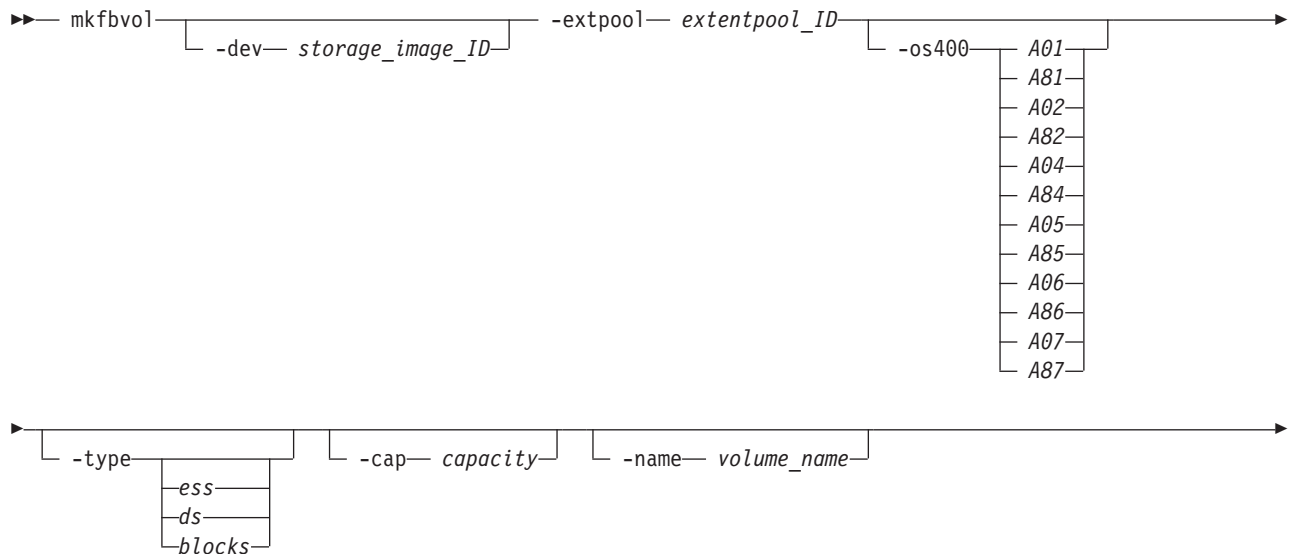 mkfbvol -dev storage_image_ID -extpool extentpool_ID -os400 A01
A81
A02
A82
A04
A84
A05
A85
A06
A86
A07
A87
-type ess -cap capacity -name volume_name
ds
blocks